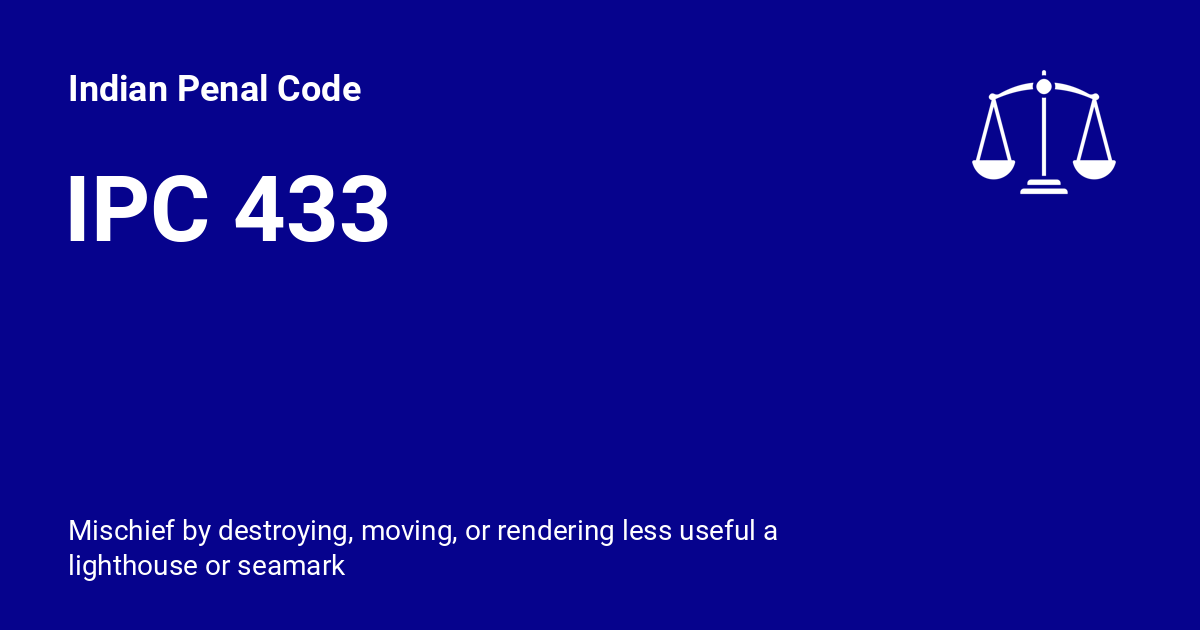 Indian Penal Code
IPC 433
Mischief by destroying, moving, or rendering less useful a
lighthouse or seamark